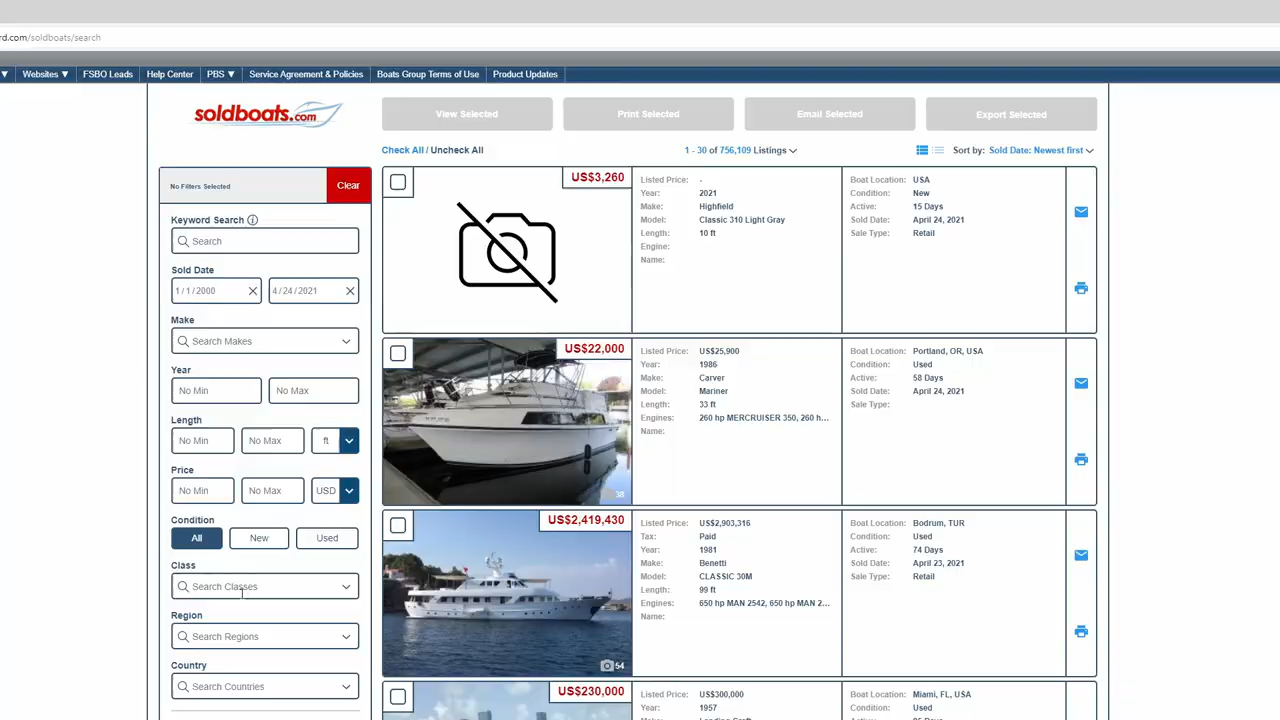 rd.com/soldboats/search
Websites ▼ FSBO Leads Help Center PBS ▼ Service Agreement & Policies Boats Group Terms of Use Product Updates
soldboats.com
View Selected Print Selected Email Selected Export Selected
Check All / Uncheck All
1 - 30 of 756,109 Listings
Sort by: Sold Date: Newest first
No Filters Selected
Clear
Keyword Search
Search
Sold Date
1 / 1 / 2000
4 / 24 / 2021
Make
Search Makes
Year
No Min No Max
Length
No Min No Max ft
Price
No Min No Max USD
Condition
All New Used
Class
Search Classes
Region
Search Regions
Country
Search Countries
US$3,260
Listed Price: -
Year: 2021
Make: Highfield
Model: Classic 310 Light Gray
Length: 10 ft
Engine:
Name:
Boat Location: USA
Condition: New
Active: 15 Days
Sold Date: April 24, 2021
Sale Type: Retail
US$22,000
38
Listed Price: US$25,900
Year: 1986
Make: Carver
Model: Mariner
Length: 33 ft
Engines: 260 hp MERCRUISER 350, 260 h...
Name:
Boat Location: Portland, OR, USA
Condition: Used
Active: 58 Days
Sold Date: April 24, 2021
Sale Type:
US$2,419,430
54
Listed Price: US$2,903,316
Tax: Paid
Year: 1981
Make: Benetti
Model: CLASSIC 30M
Length: 99 ft
Engines: 650 hp MAN 2542, 650 hp MAN 2...
Name:
Boat Location: Bodrum, TUR
Condition: Used
Active: 74 Days
Sold Date: April 23, 2021
Sale Type: Retail
US$230,000
Listed Price: US$300,000
Year: 1957
Boat Location: Miami, FL, USA
Condition: Used